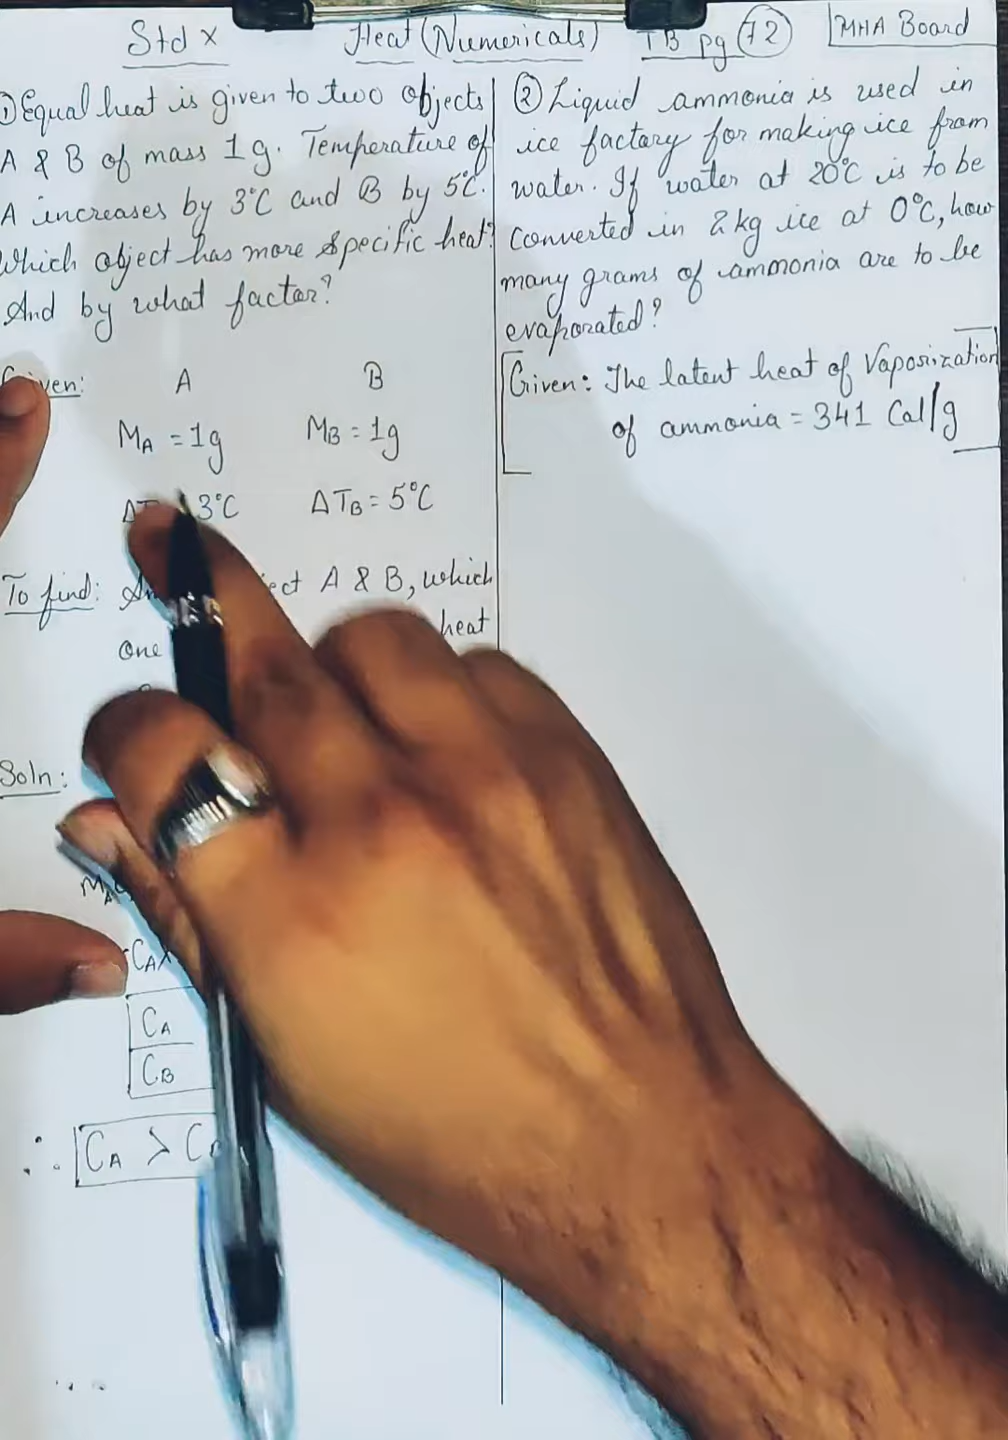 Std X Heat (Numericals) TB pg 72 MHA Board
① Equal heat is given to two objects
A & B of mass 1g. Temperature of
A increases by 3°C and B by 5°C.
Which object has more specific heat?
And by what factor?
Given: A B
MA = 1g MB = 1g
3°C ΔTB = 5°C
To find: A & B, which
one heat
Soln:
CA
CA
CB
∴ CA > C
② Liquid ammonia is used in
ice factory for making ice from
water. If water at 20°C is to be
converted in 2 kg ice at 0°C, how
many grams of ammonia are to be
evaporated?
Given: The latent heat of Vaporization
of ammonia = 341 Cal/g